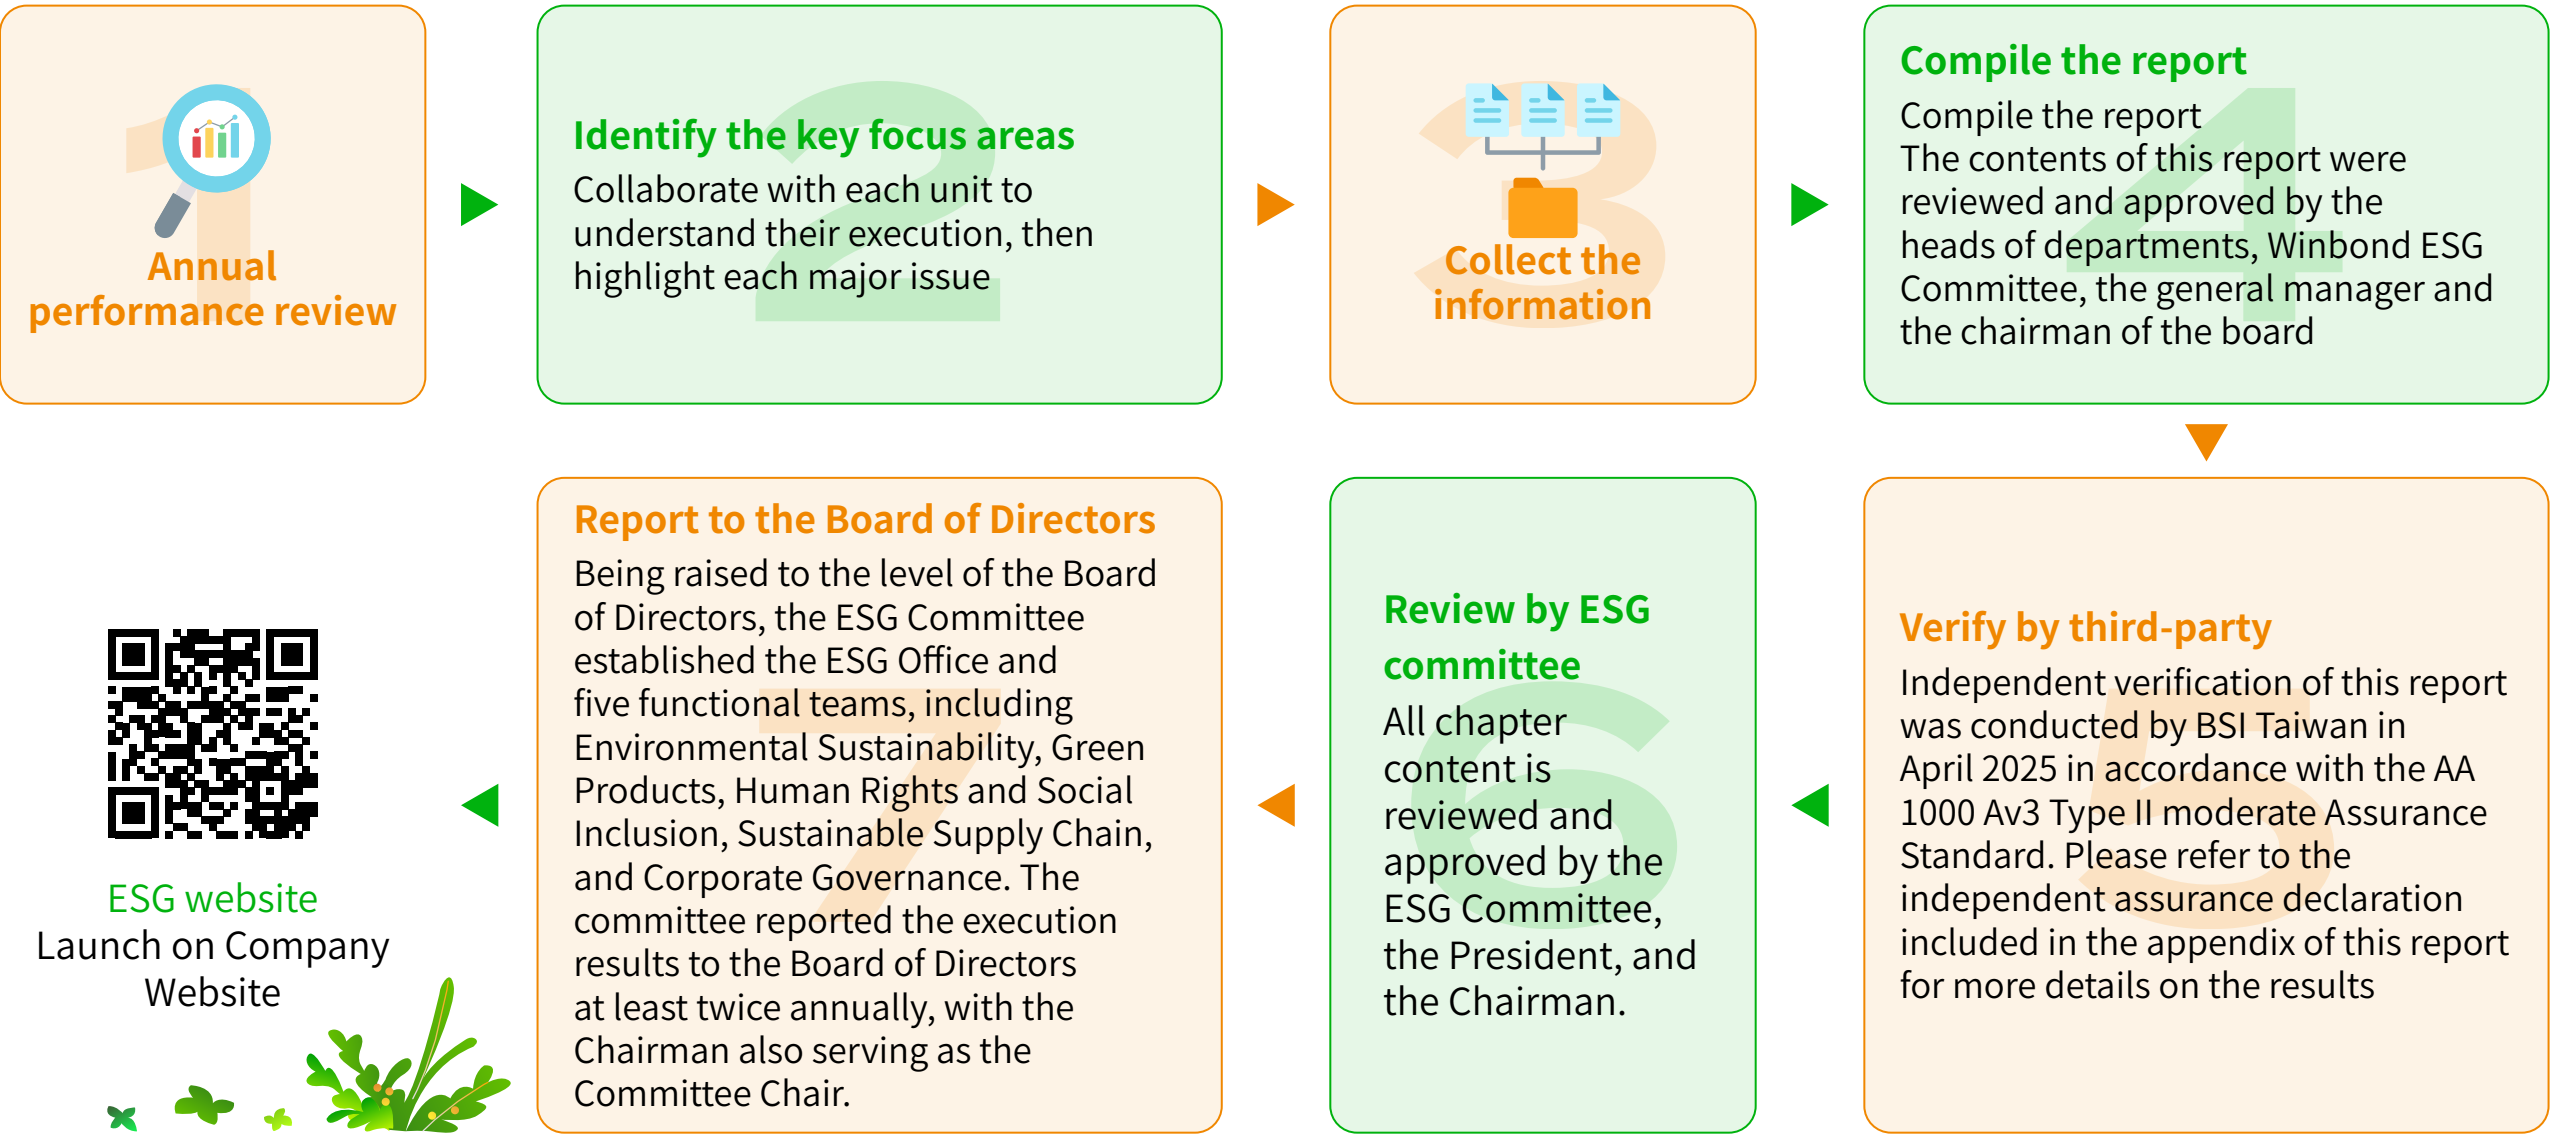 1
Annual
performance review
2
Identify the key focus areas
Collaborate with each unit to
understand their execution, then
highlight each major issue
3
Collect the
information
4
Compile the report
Compile the report
The contents of this report were
reviewed and approved by the
heads of departments, Winbond ESG
Committee, the general manager and
the chairman of the board
5
Verify by third-party
Independent verification of this report
was conducted by BSI Taiwan in
April 2025 in accordance with the AA
1000 Av3 Type II moderate Assurance
Standard. Please refer to the
independent assurance declaration
included in the appendix of this report
for more details on the results
6
Review by ESG
committee
All chapter
content is
reviewed and
approved by the
ESG Committee,
the President, and
the Chairman.
7
Report to the Board of Directors
Being raised to the level of the Board
of Directors, the ESG Committee
established the ESG Office and
five functional teams, including
Environmental Sustainability, Green
Products, Human Rights and Social
Inclusion, Sustainable Supply Chain,
and Corporate Governance. The
committee reported the execution
results to the Board of Directors
at least twice annually, with the
Chairman also serving as the
Committee Chair.
ESG website
Launch on Company
Website